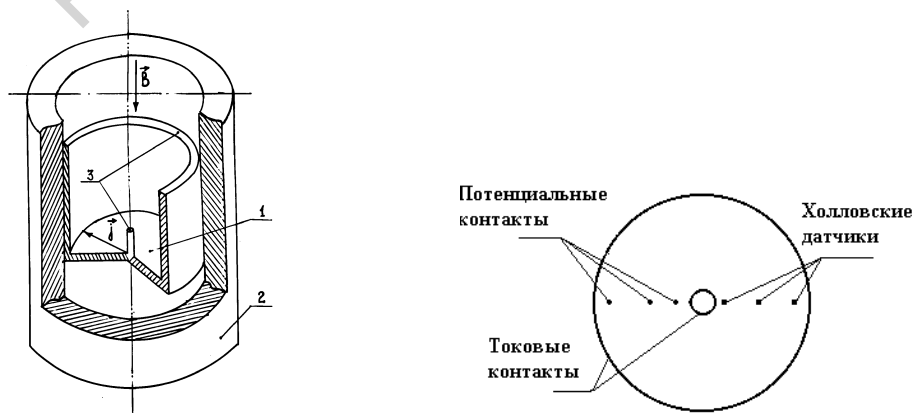 B
3
j
1
2
Потенциальные
контакты
Холловские
датчики
Токовые
контакты